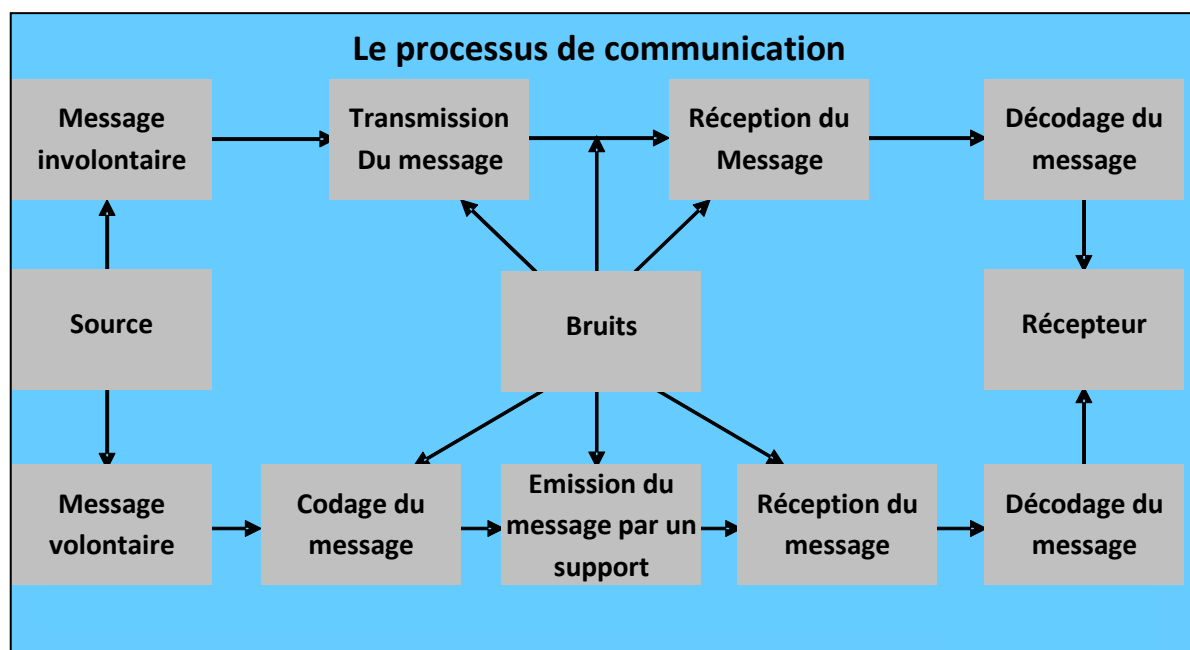 Le processus de communication
Message
involontaire
Transmission
Du message
Réception du
Message
Décodage du
message
Source
Bruits
Récepteur
Message
volontaire
Codage du
message
Emission du
message par un
support
Réception du
message
Décodage du
message